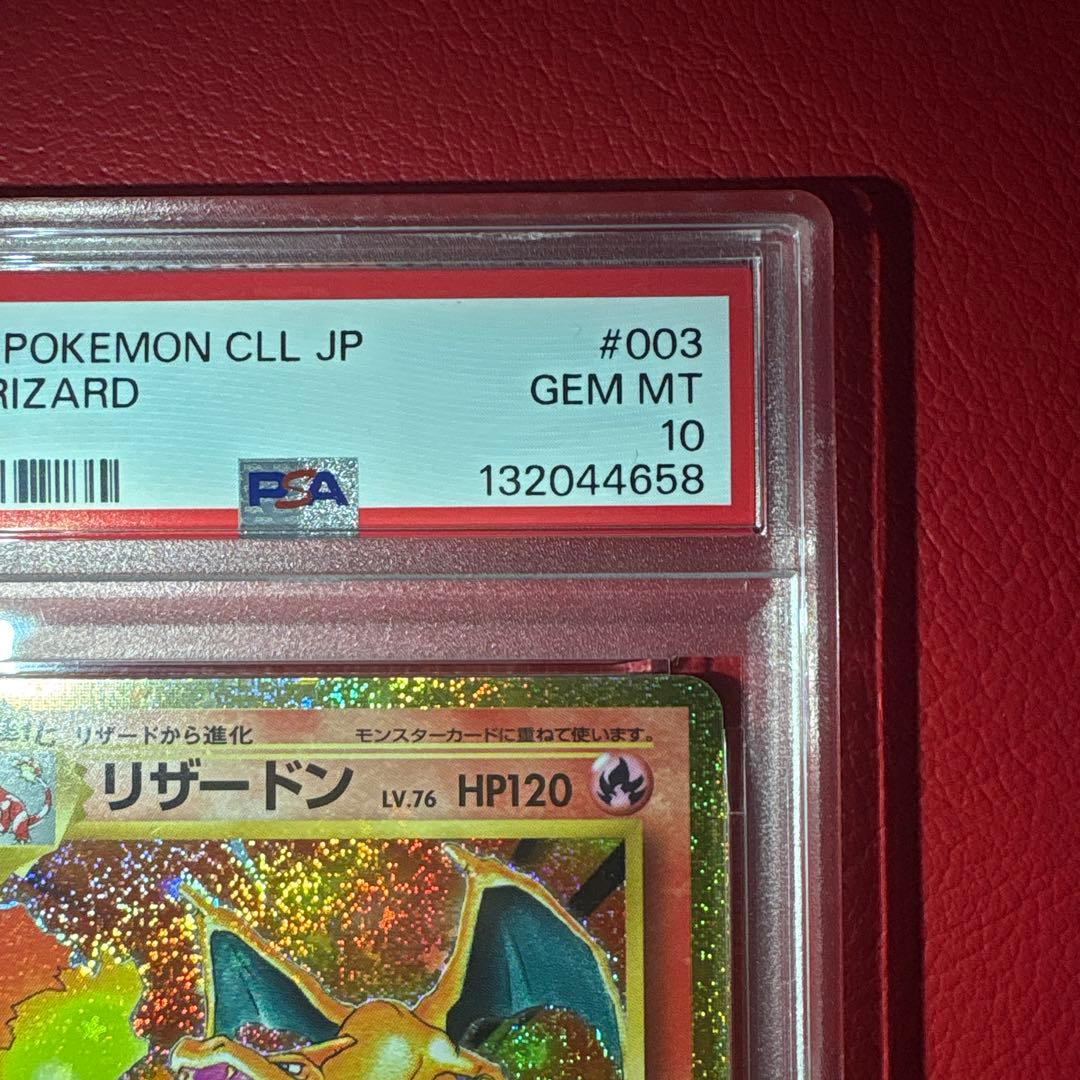 POKEMON CLL JP #003
RIZARD GEM MT
10
PSA 132044658
リザードから進化 モンスターカードに重ねて使います。
リザードン LV.76 HP120